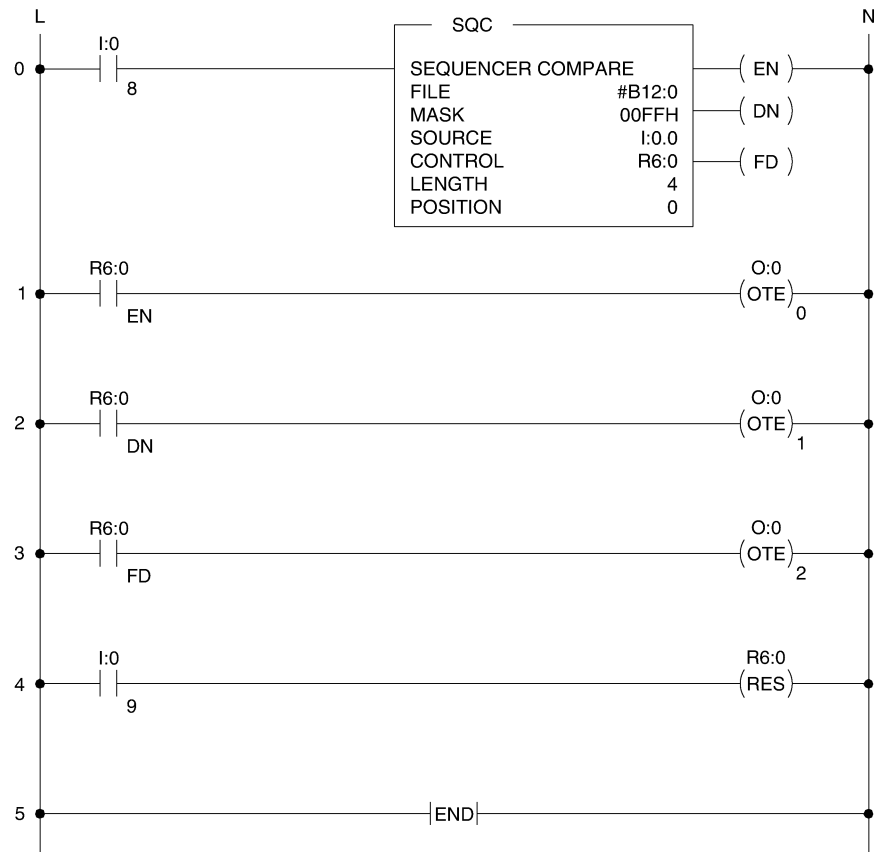 L N
SQC
I:0
0 8
SEQUENCER COMPARE
FILE #B12:0
MASK 00FFH
SOURCE I:0.0
CONTROL R6:0
LENGTH 4
POSITION 0
EN
DN
FD
R6:0 O:0
1 EN OTE 0
R6:0 O:0
2 DN OTE 1
R6:0 O:0
3 FD OTE 2
I:0 R6:0
4 9 RES
5 END